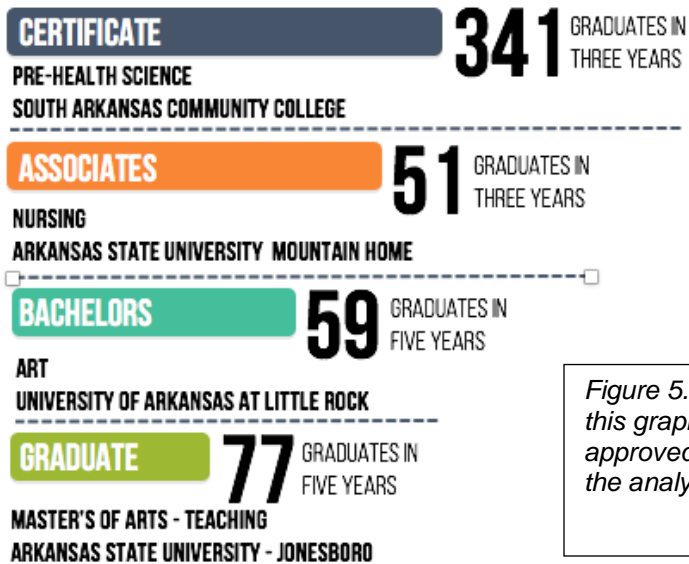 CERTIFICATE
341 GRADUATES IN
THREE YEARS
PRE-HEALTH SCIENCE
SOUTH ARKANSAS COMMUNITY COLLEGE
ASSOCIATES
51 GRADUATES IN
THREE YEARS
NURSING
ARKANSAS STATE UNIVERSITY MOUNTAIN HOME
BACHELORS
59 GRADUATES IN
FIVE YEARS
ART
UNIVERSITY OF ARKANSAS AT LITTLE ROCK
GRADUATE
77 GRADUATES IN
FIVE YEARS
MASTER'S OF ARTS - TEACHING
ARKANSAS STATE UNIVERSITY - JONESBORO
Figure 5.
this grap
approved
the analy